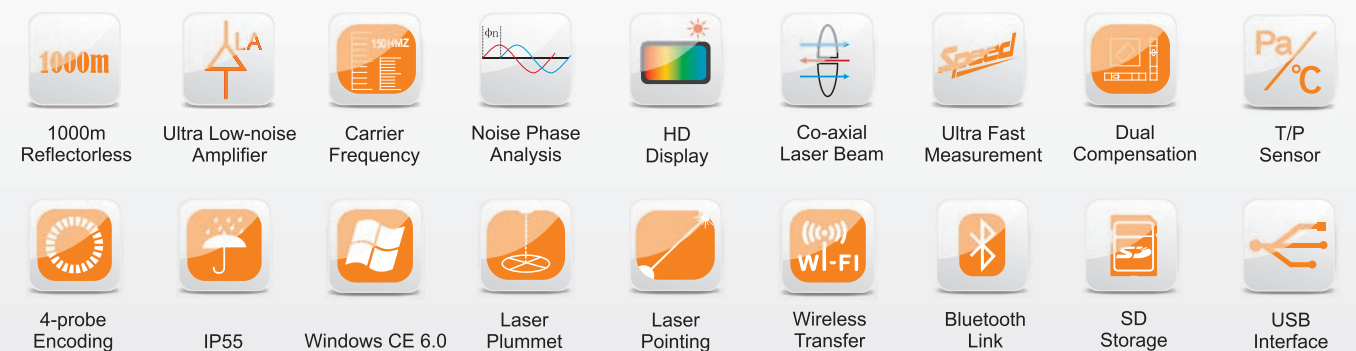 1000m
LA
150HMZ
Φn
Speed
Pa/°C
1000m
Reflectorless
Ultra Low-noise
Amplifier
Carrier
Frequency
Noise Phase
Analysis
HD
Display
Co-axial
Laser Beam
Ultra Fast
Measurement
Dual
Compensation
T/P
Sensor
WI-FI
SD
4-probe
Encoding
IP55
Windows CE 6.0
Laser
Plummet
Laser
Pointing
Wireless
Transfer
Bluetooth
Link
SD
Storage
USB
Interface